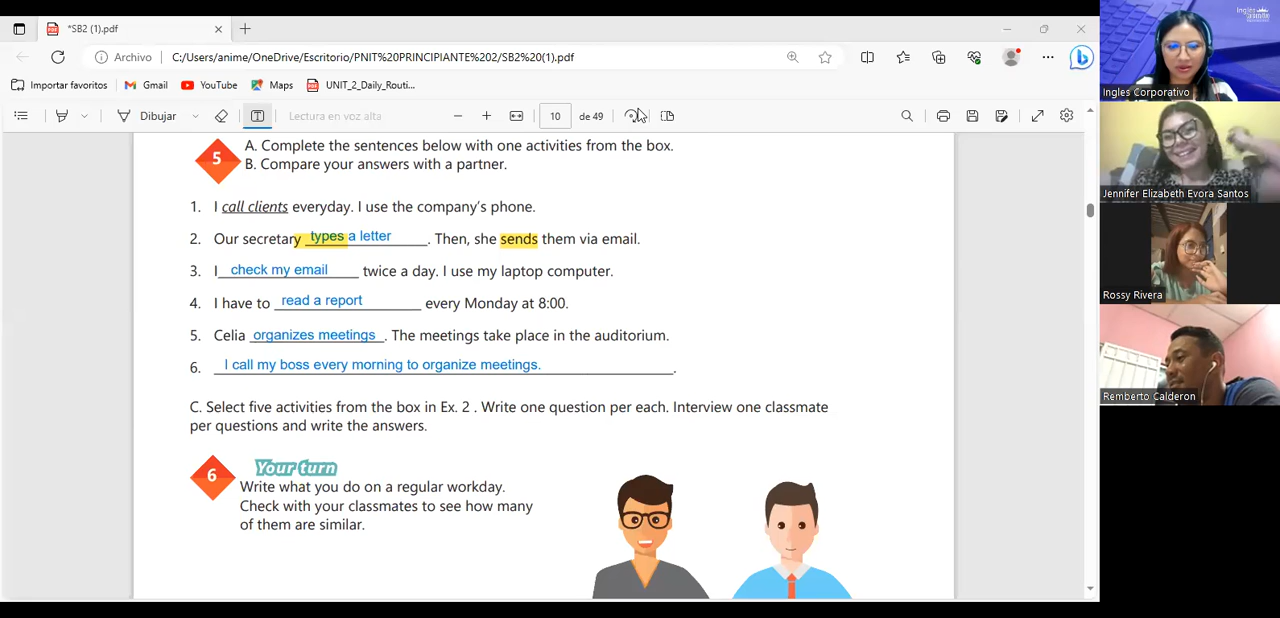 *SB2 (1).pdf
Archivo
C:/Users/anime/OneDrive/Escritorio/PNIT%20PRINCIPIANTE%202/SB2%20(1).pdf
Importar favoritos
Gmail
YouTube
Maps
UNIT_2_Daily_Routi...
Dibujar
Lectura en voz alta
10
de 49
5
A. Complete the sentences below with one activities from the box.
B. Compare your answers with a partner.
1. I call clients everyday. I use the company's phone.
2. Our secretary types a letter. Then, she sends them via email.
3. I check my email twice a day. I use my laptop computer.
4. I have to read a report every Monday at 8:00.
5. Celia organizes meetings. The meetings take place in the auditorium.
6. I call my boss every morning to organize meetings. .
C. Select five activities from the box in Ex. 2 . Write one question per each. Interview one classmate
per questions and write the answers.
6
Your turn
Write what you do on a regular workday.
Check with your classmates to see how many
of them are similar.
Ingles Corporativo
Jennifer Elizabeth Evora Santos
Rossy Rivera
Remberto Calderon